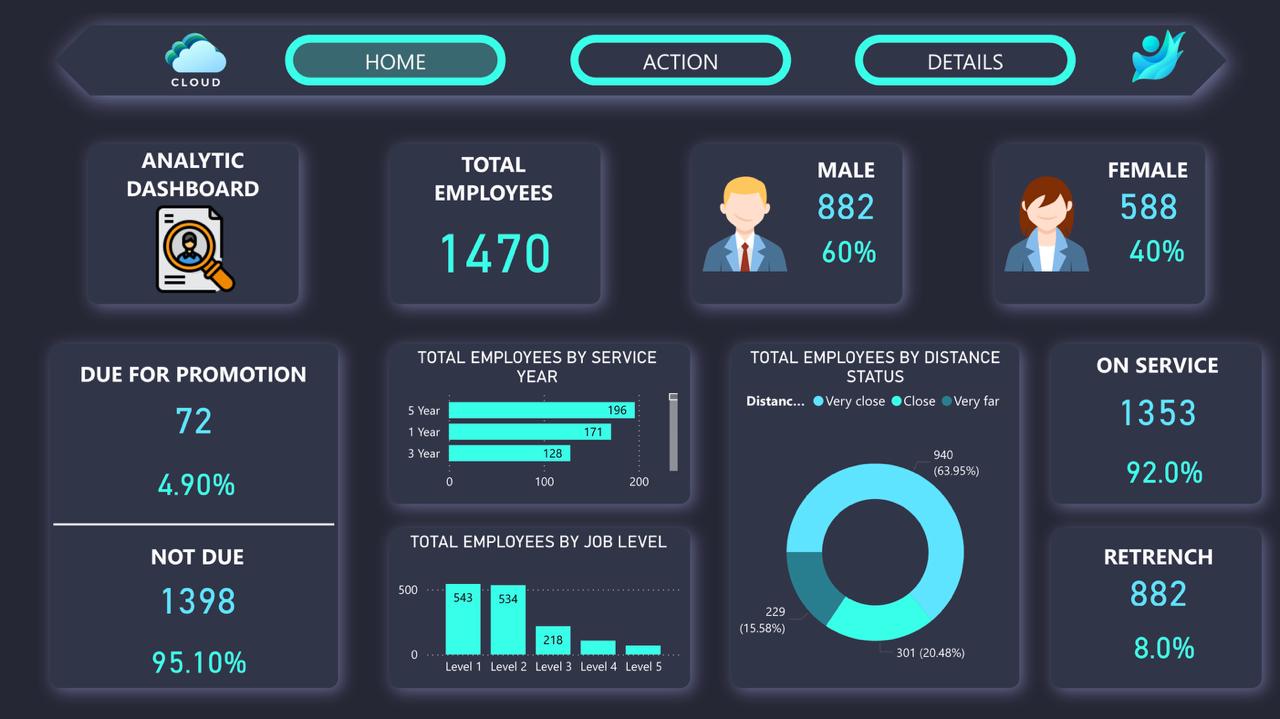 CLOUD
HOME
ACTION
DETAILS
ANALYTIC
DASHBOARD
TOTAL
EMPLOYEES
1470
MALE
882
60%
FEMALE
588
40%
DUE FOR PROMOTION
72
4.90%
NOT DUE
1398
95.10%
TOTAL EMPLOYEES BY SERVICE
YEAR
5 Year 196
1 Year 171
3 Year 128
0 100 200
TOTAL EMPLOYEES BY JOB LEVEL
500
543 534 218
0
Level 1 Level 2 Level 3 Level 4 Level 5
TOTAL EMPLOYEES BY DISTANCE
STATUS
Distanc... Very close Close Very far
940
(63.95%)
229
(15.58%)
301 (20.48%)
ON SERVICE
1353
92.0%
RETRENCH
882
8.0%